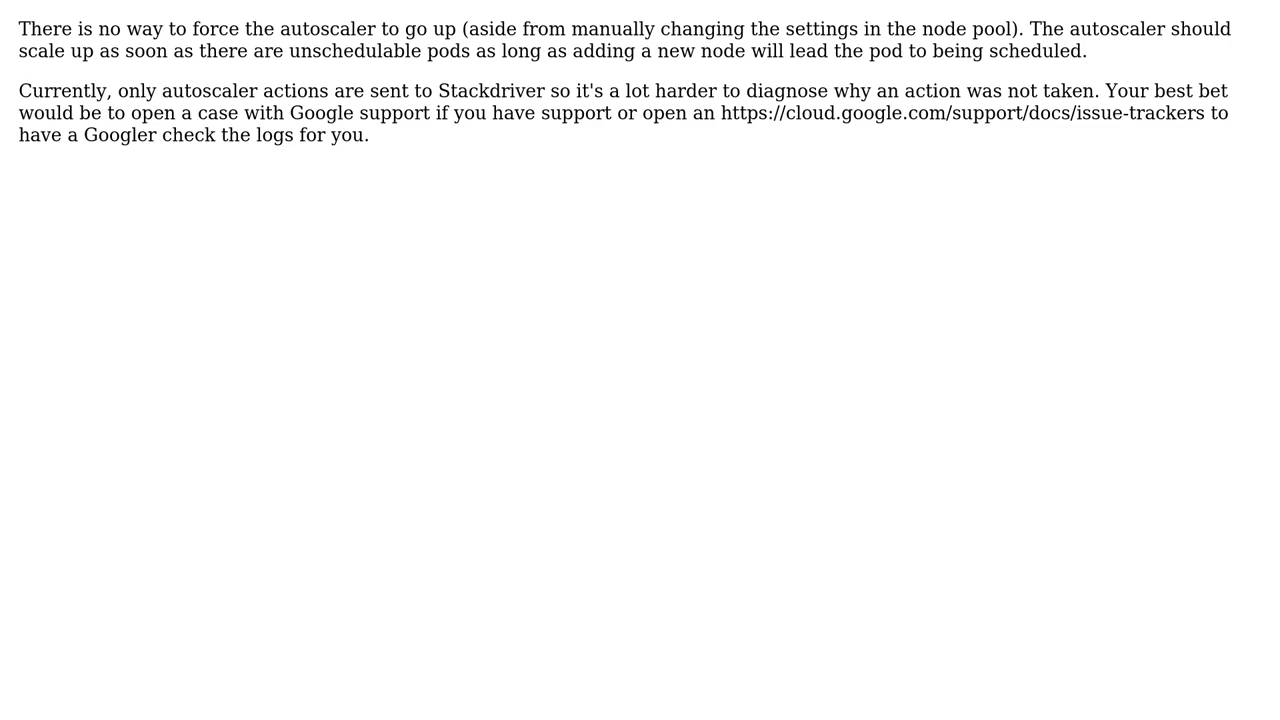 There is no way to force the autoscaler to go up (aside from manually changing the settings in the node pool). The autoscaler should
scale up as soon as there are unschedulable pods as long as adding a new node will lead the pod to being scheduled.
Currently, only autoscaler actions are sent to Stackdriver so it's a lot harder to diagnose why an action was not taken. Your best bet
would be to open a case with Google support if you have support or open an https://cloud.google.com/support/docs/issue-trackers to
have a Googler check the logs for you.